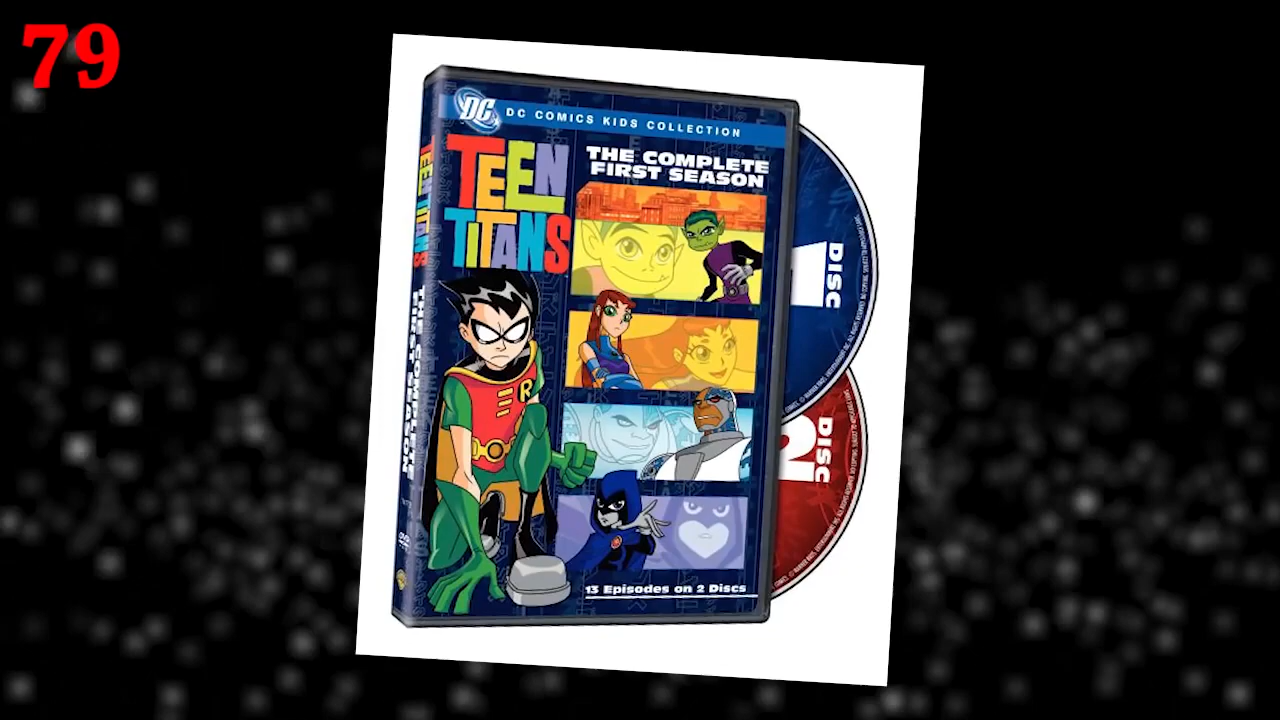 79
DC
DC COMICS KIDS COLLECTION
TEEN
TITANS
THE COMPLETE
FIRST SEASON
R
13 Episodes on 2 Discs
TEEN TITANS
THE COMPLETE
FIRST SEASON
DISC
DISC
2